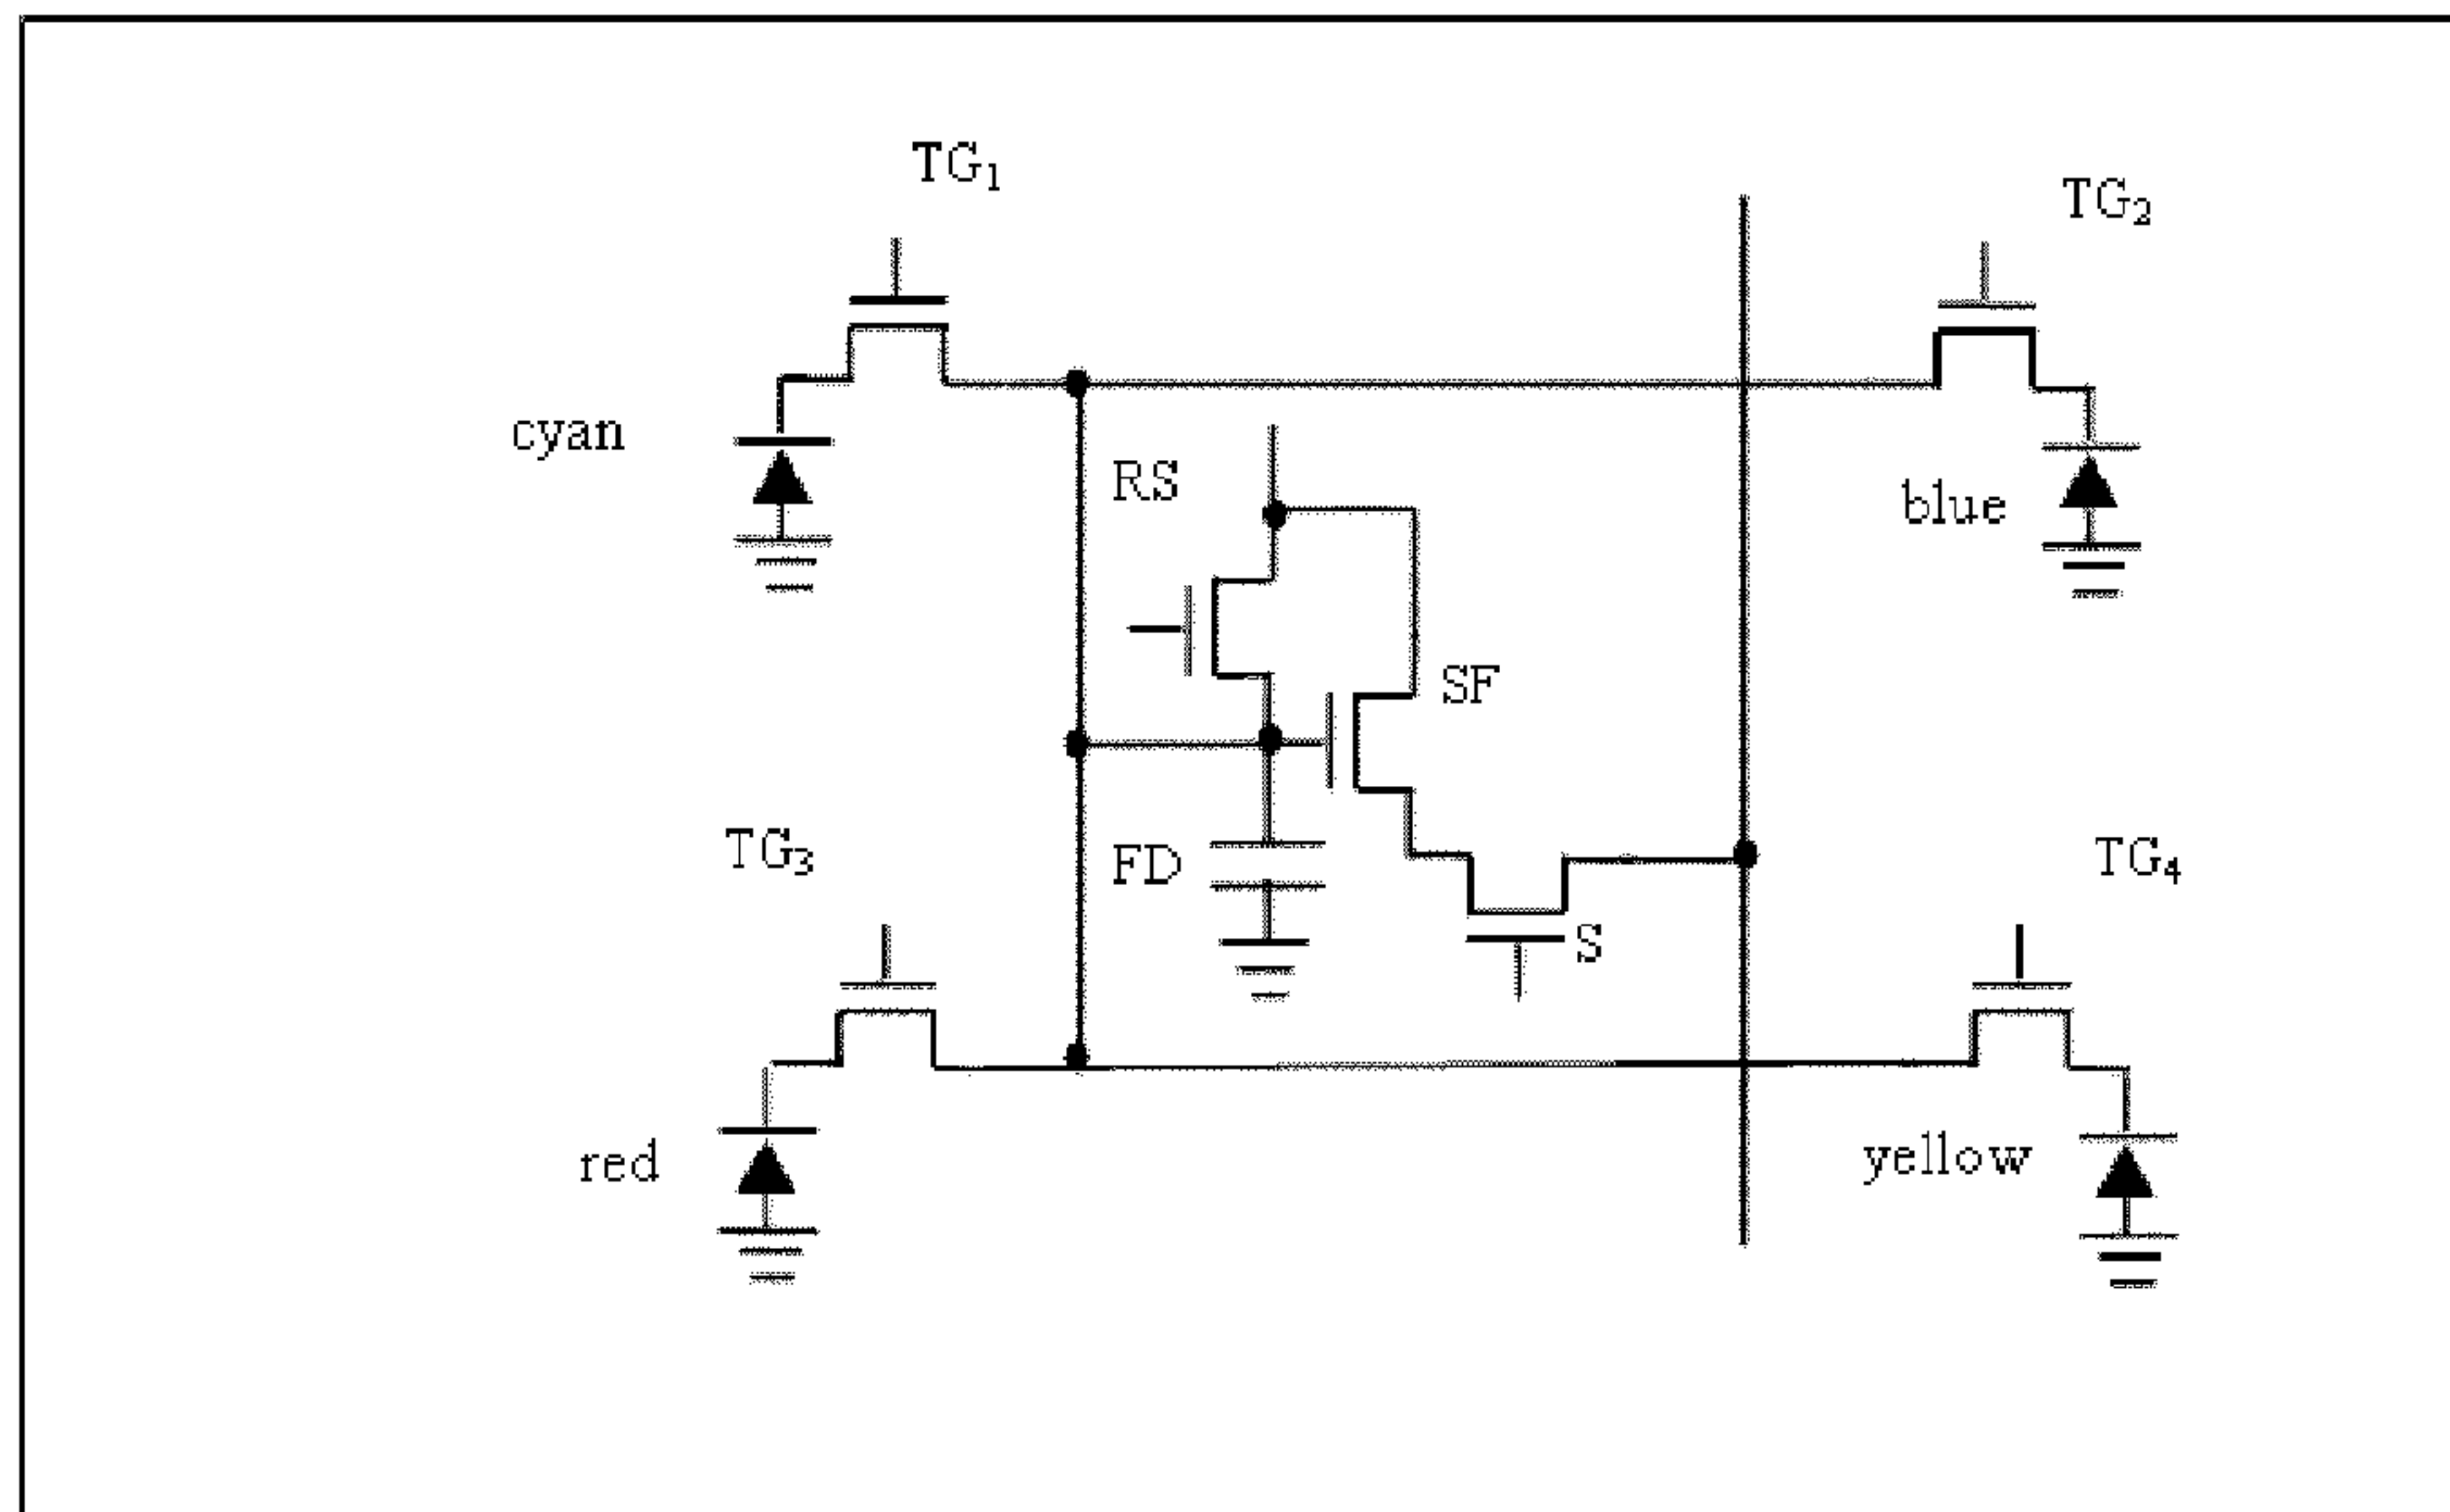 TG₁
TG₂
cyan
RS
blue
SF
TG₃
FD
TG₄
S
red
yellow